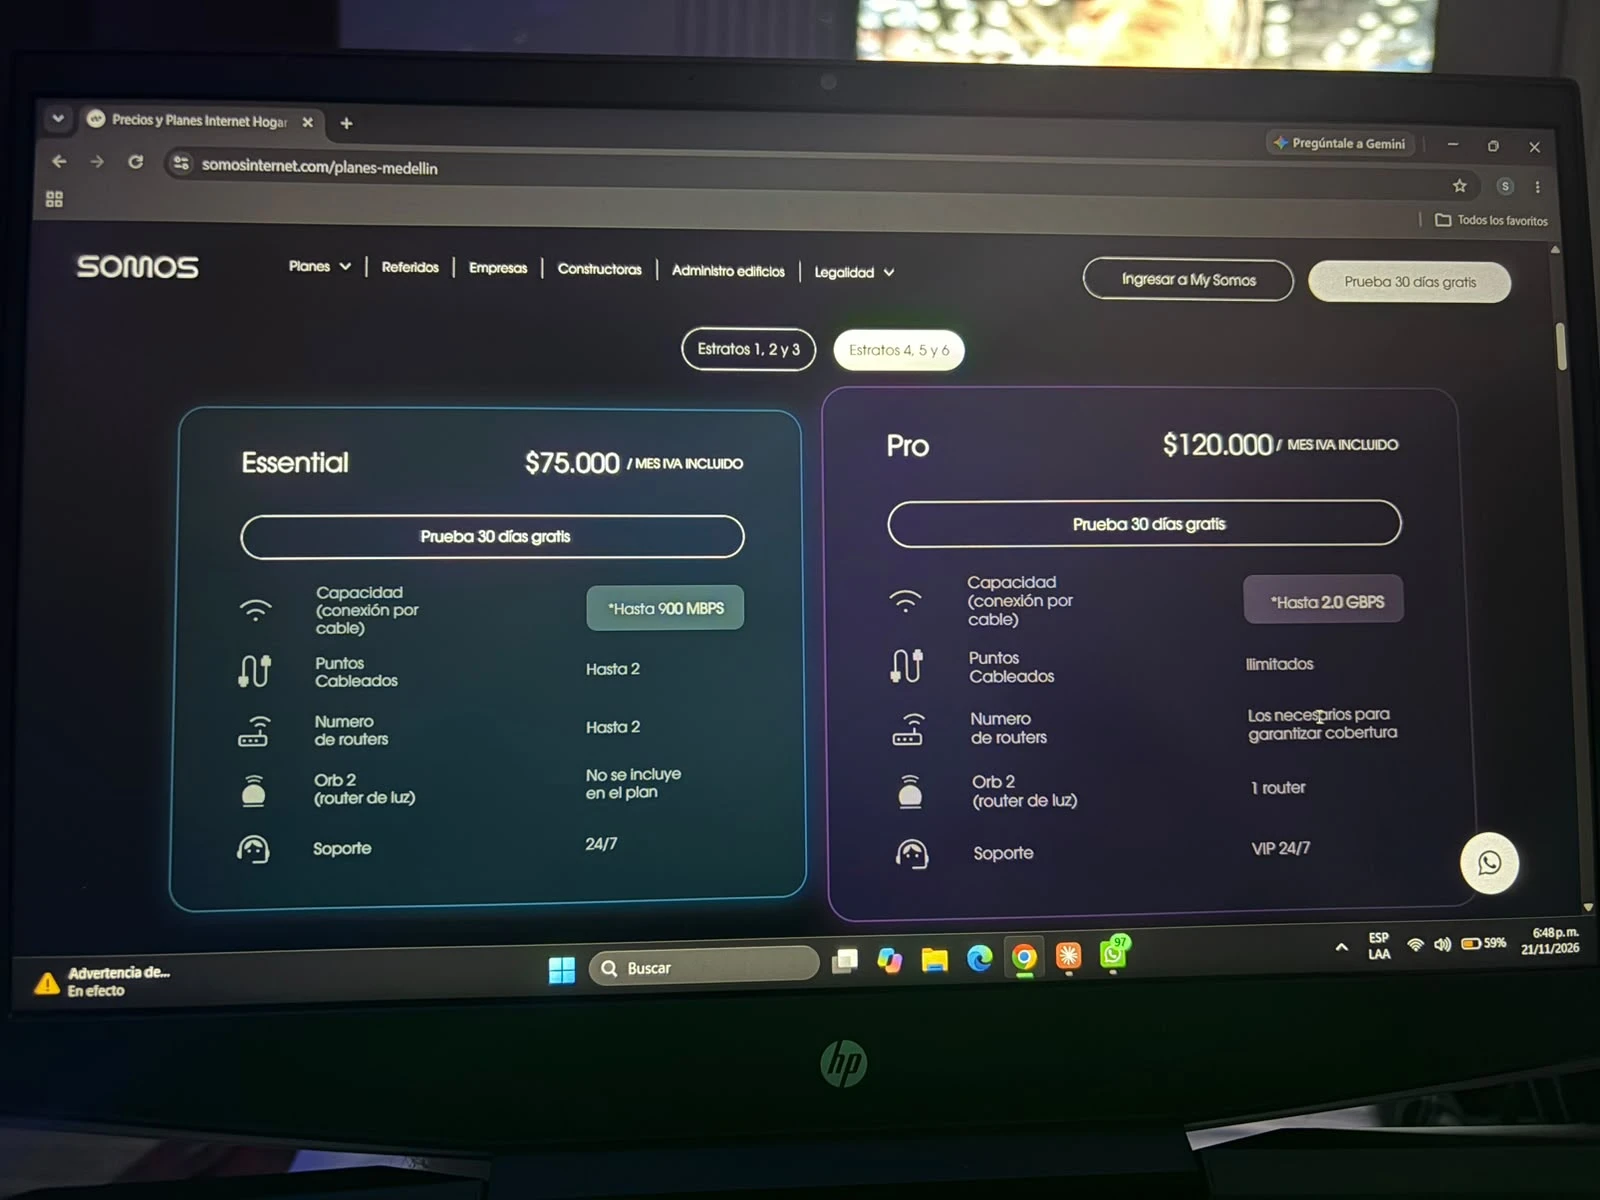 Precios y Planes Internet Hogar
Pregúntale a Gemini
somosinternet.com/planes-medellin
S
Todos los favoritos
SOMOS
Planes
Referidos
Empresas
Constructoras
Administro edificios
Legalidad
Ingresar a My Somos
Prueba 30 días gratis
Estratos 1, 2 y 3
Estratos 4, 5 y 6
Essential
$75.000 / MES IVA INCLUIDO
Prueba 30 días gratis
Capacidad
(conexión por
cable)
*Hasta 900 MBPS
Puntos
Cableados
Hasta 2
Numero
de routers
Hasta 2
Orb 2
(router de luz)
No se incluye
en el plan
Soporte
24/7
Pro
$120.000 / MES IVA INCLUIDO
Prueba 30 días gratis
Capacidad
(conexión por
cable)
*Hasta 2.0 GBPS
Puntos
Cableados
Ilimitados
Numero
de routers
Los necesarios para
garantizar cobertura
Orb 2
(router de luz)
1 router
Soporte
VIP 24/7
Advertencia de...
En efecto
Buscar
97
ESP
LAA
59%
6:48 p.m.
21/11/2026
hp